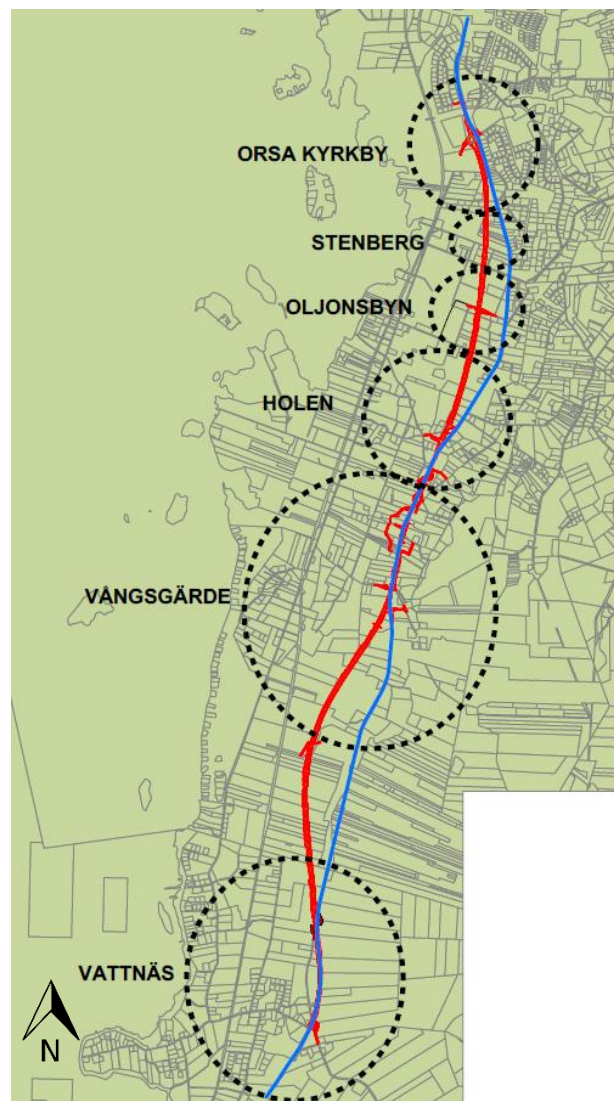 ORSA KYRKBY
STENBERG
OLJONSBYN
HOLEN
VÅNGSGÄRDE
VATTNÄS
N